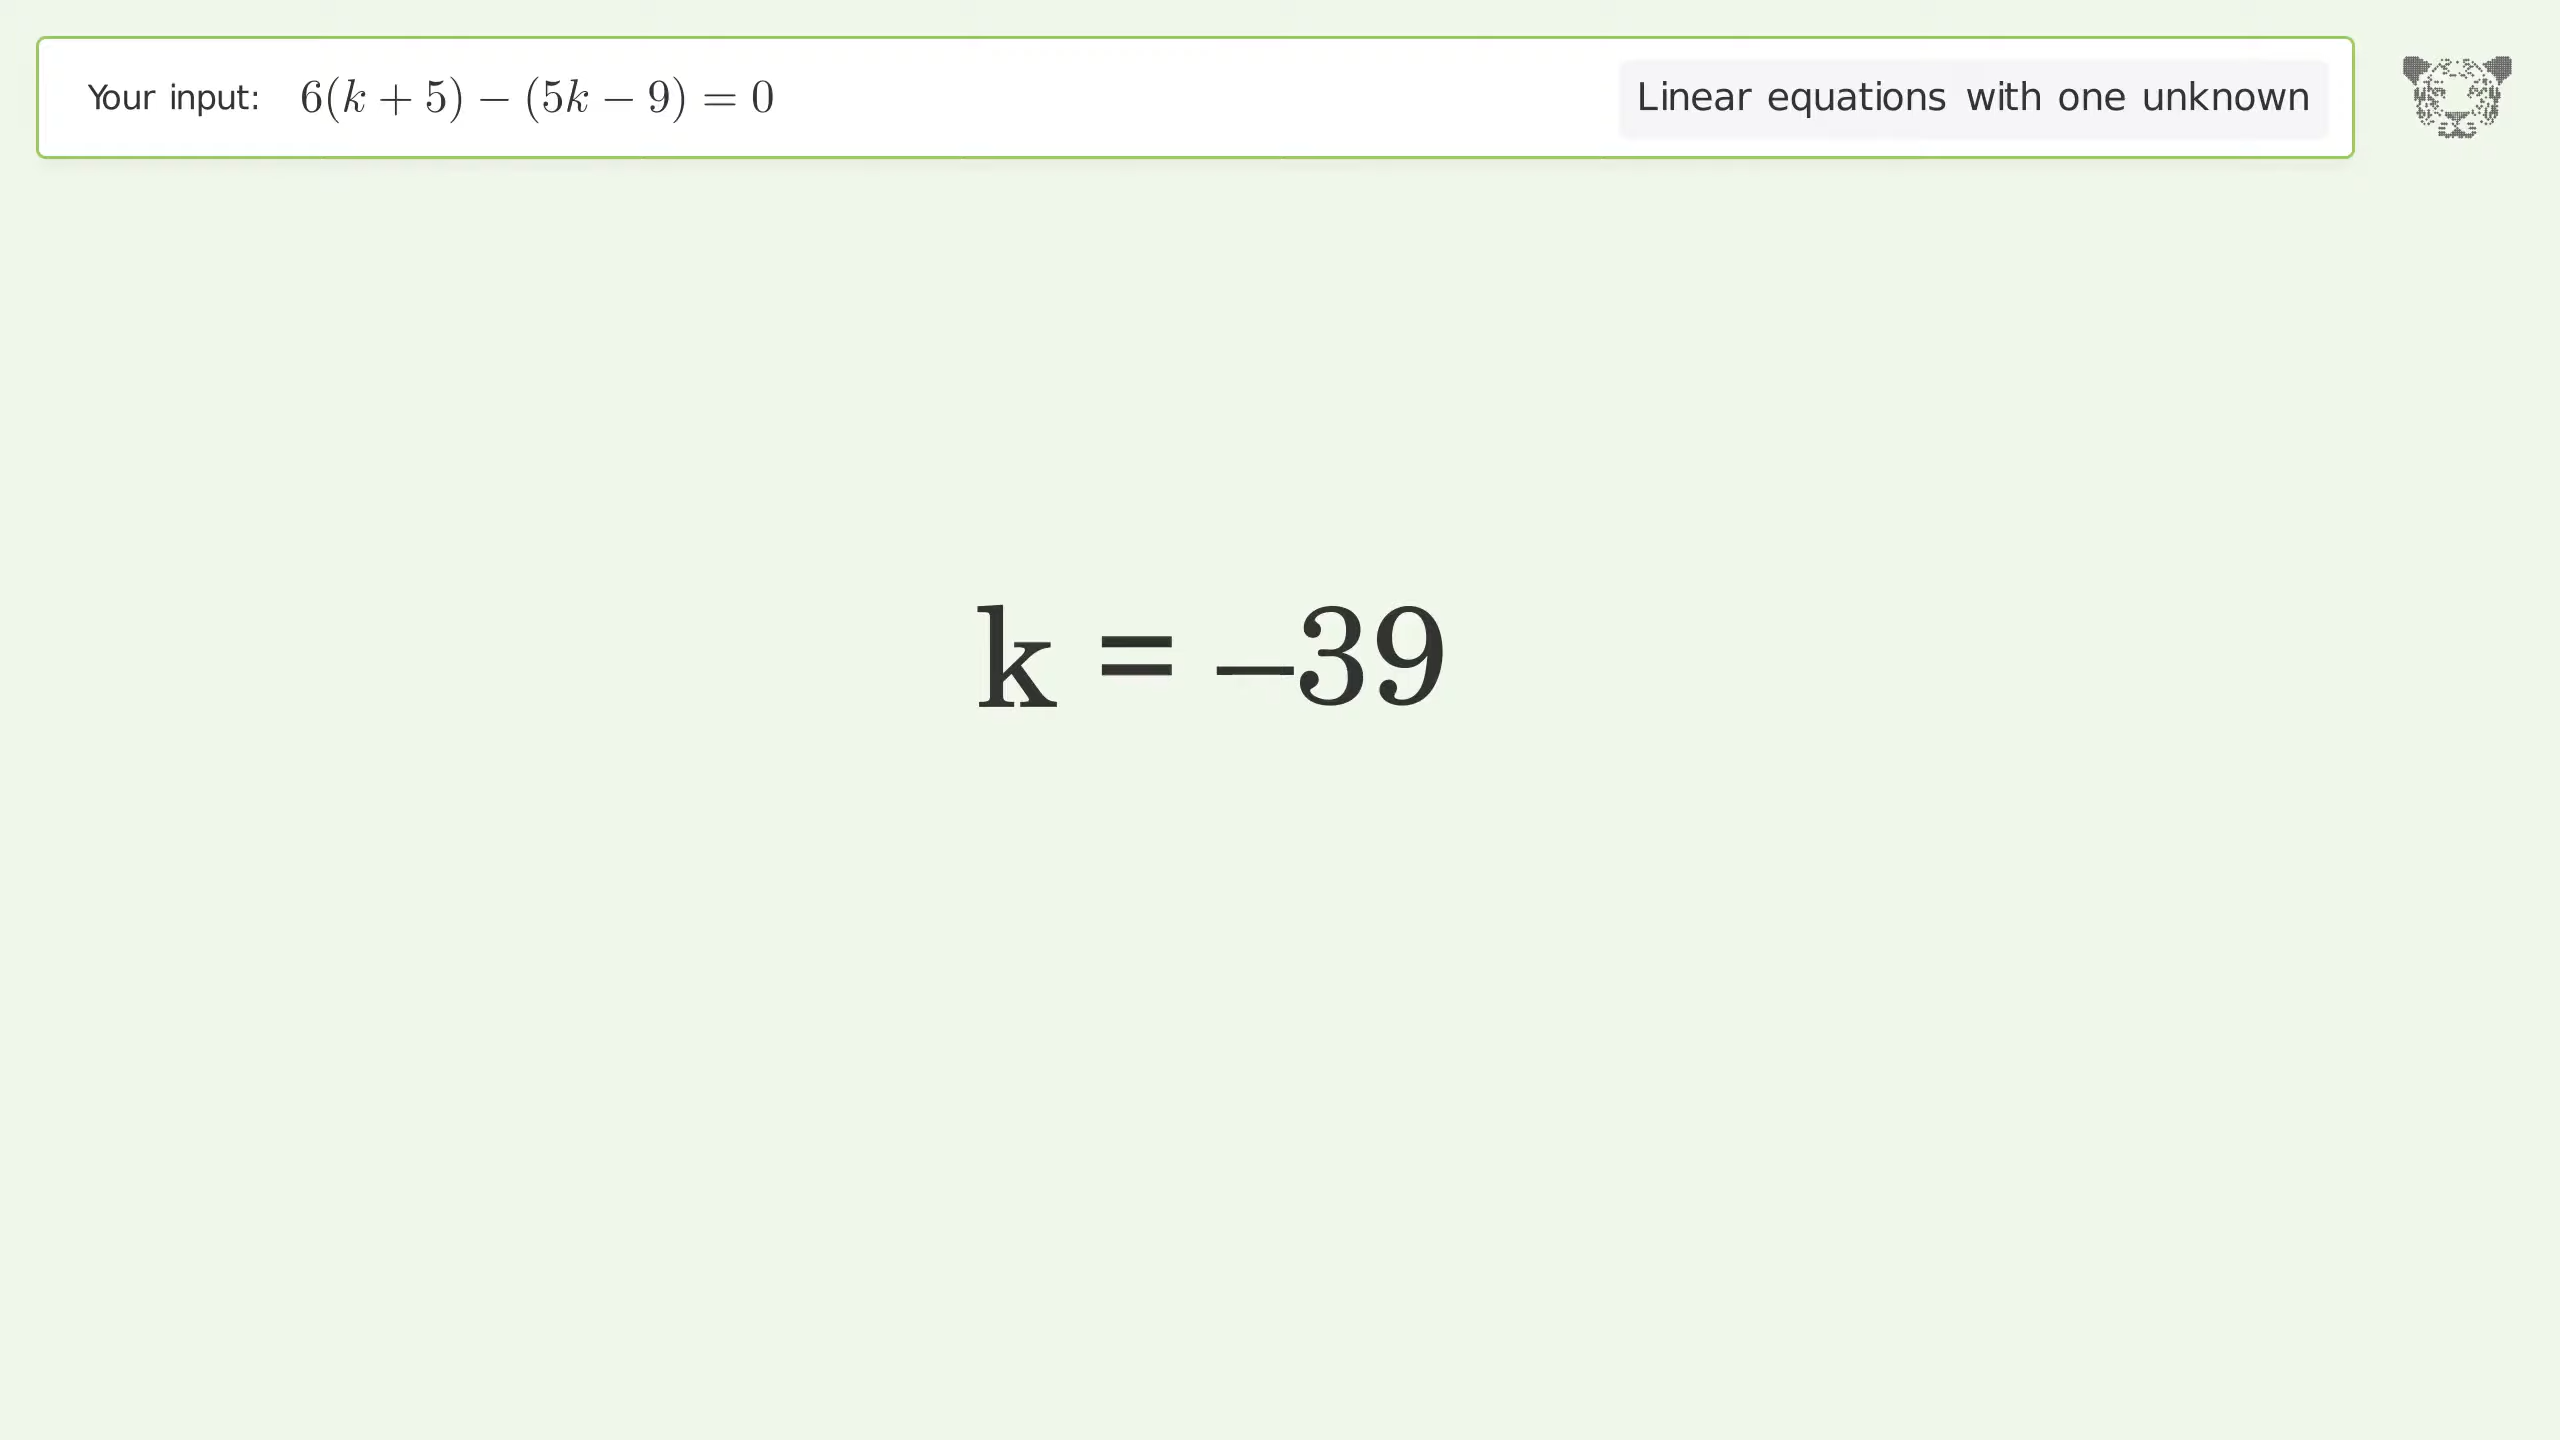 Your input: 6(k + 5) − (5k − 9) = 0
Linear equations with one unknown
k = −39